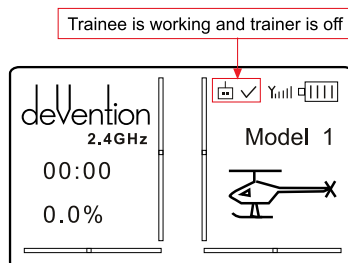 Trainee is working and trainer is off
devention
2.4GHz
Model 1
00:00
0.0%